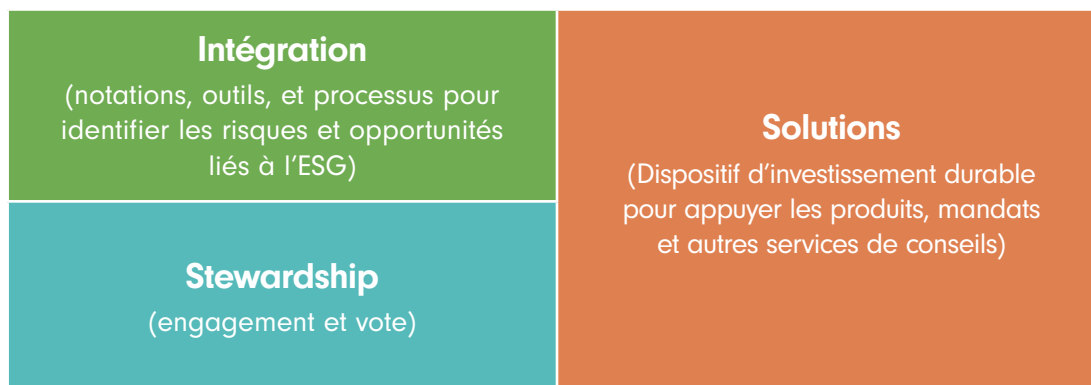 Intégration
(notations, outils, et processus pour
identifier les risques et opportunités
liés à l’ESG)
Stewardship
(engagement et vote)
Solutions
(Dispositif d’investissement durable
pour appuyer les produits, mandats
et autres services de conseils)